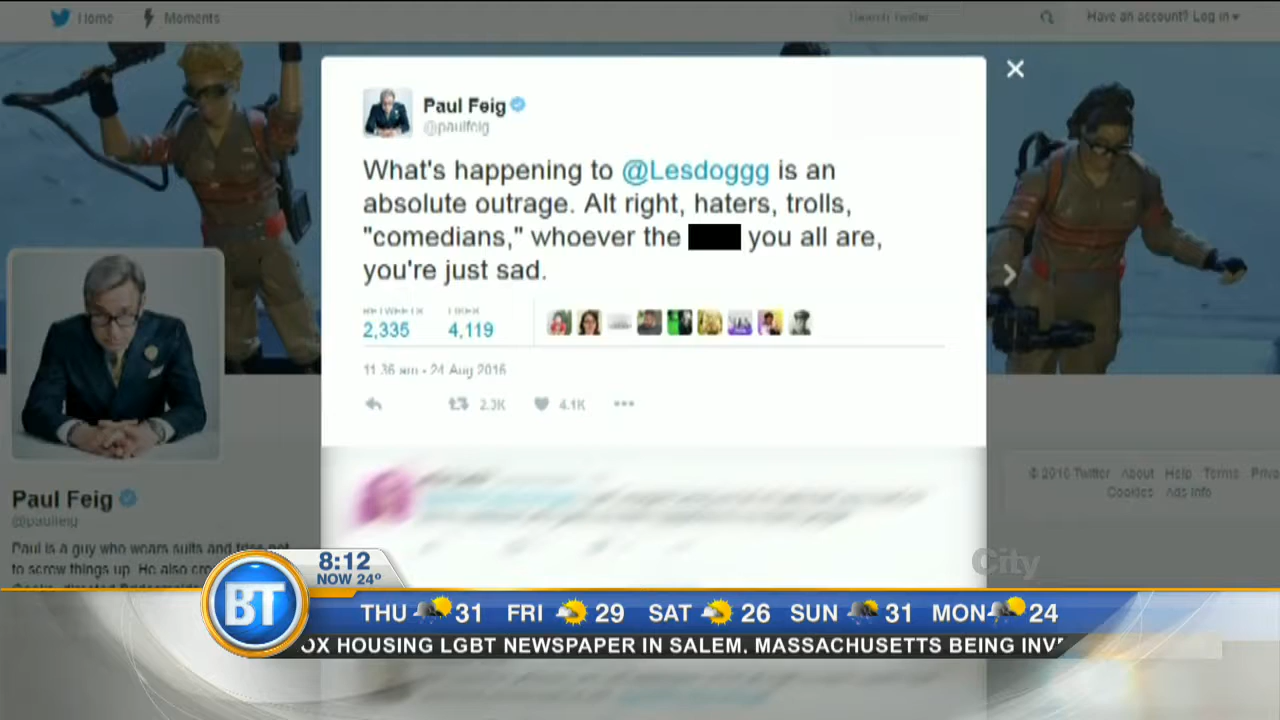 Home Moments Search Twitter Have an account? Log in
Paul Feig
@paulfeig
What's happening to @Lesdoggg is an
absolute outrage. Alt right, haters, trolls,
"comedians," whoever the you all are,
you're just sad.
RETWEETS LIKES
2,335 4,119
11:36 am - 24 Aug 2016
2.3K 4.1K
© 2016 Twitter About Help Terms Priva
Cookies Ads info
Paul Feig
@paulfeig
Paul is a guy who wears suits and tries not
to screw things up. He also cre
City
8:12
NOW 24°
BT
THU 31 FRI 29 SAT 26 SUN 31 MON 24
OX HOUSING LGBT NEWSPAPER IN SALEM, MASSACHUSETTS BEING INV